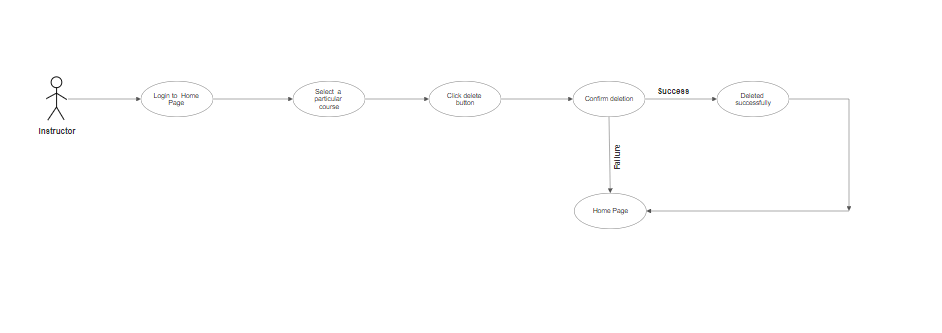 Instructor
Login to Home
Page
Select a
particular
course
Click delete
button
Confirm deletion
Success
Deleted
successfully
Failure
Home Page